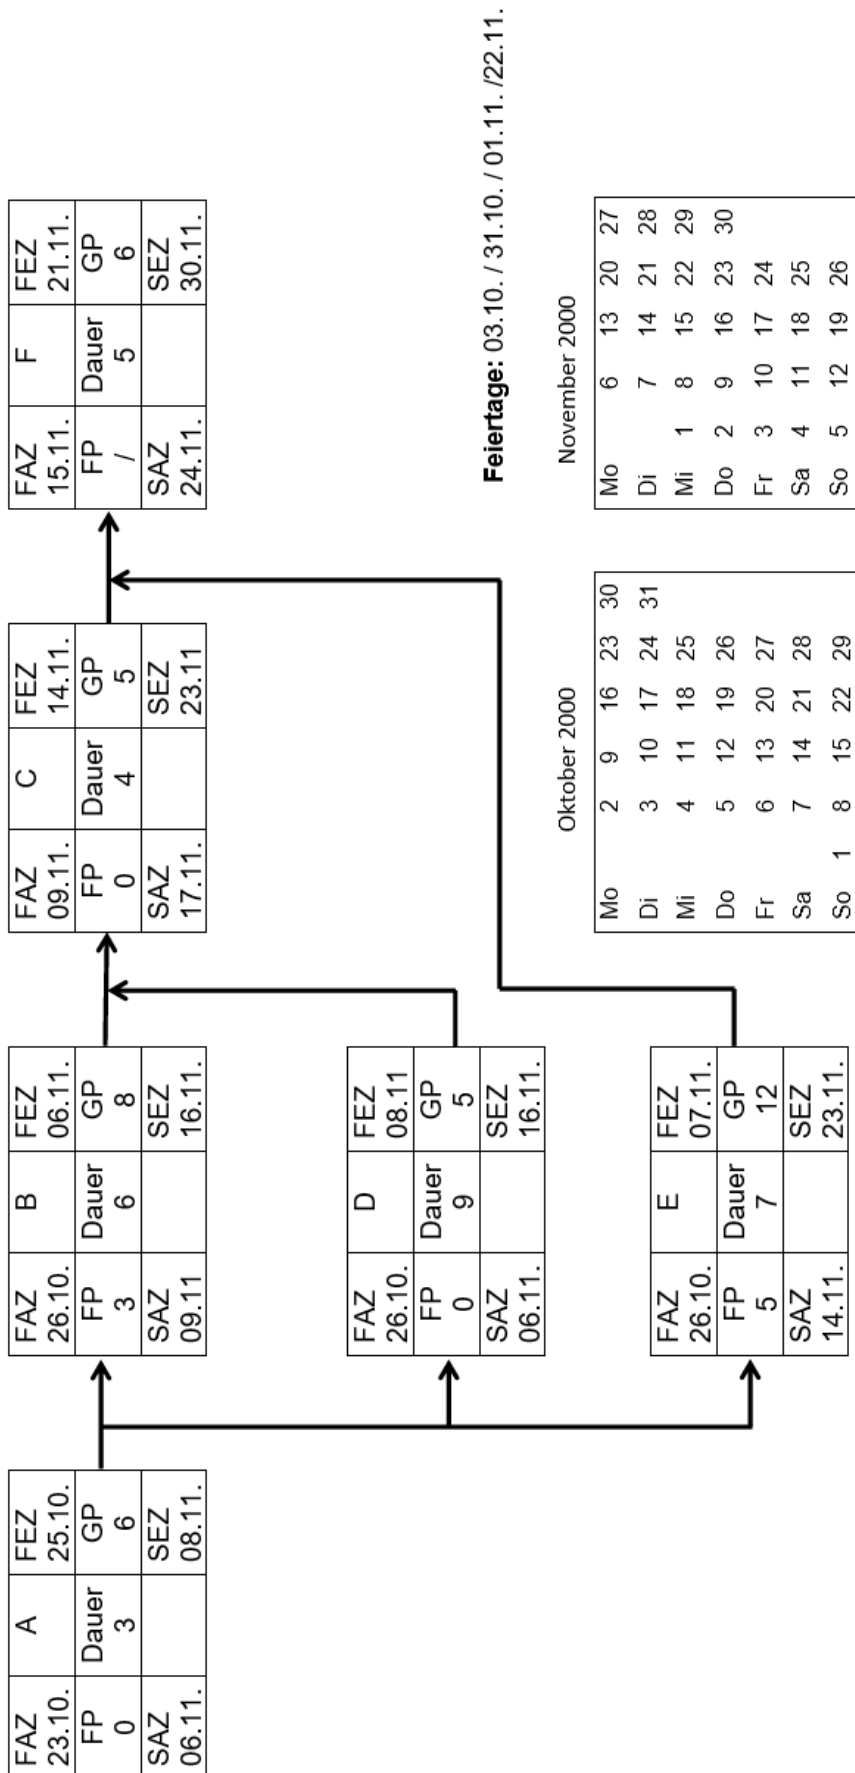 FAZ A FEZ
23.10. 25.10.
FP Dauer GP
0 3 6
SAZ SEZ
06.11. 08.11.
FAZ B FEZ
26.10. 06.11.
FP Dauer GP
3 6 8
SAZ SEZ
09.11 16.11.
FAZ C FEZ
09.11. 14.11.
FP Dauer GP
0 4 5
SAZ SEZ
17.11. 23.11
FAZ F FEZ
15.11. 21.11.
FP Dauer GP
/ 5 6
SAZ SEZ
24.11. 30.11.
FAZ D FEZ
26.10. 08.11
FP Dauer GP
0 9 5
SAZ SEZ
06.11. 16.11.
FAZ E FEZ
26.10. 07.11.
FP Dauer GP
5 7 12
SAZ SEZ
14.11. 23.11.
Feiertage: 03.10. / 31.10. / 01.11. /22.11.
Oktober 2000
Mo 2 9 16 23 30
Di 3 10 17 24 31
Mi 4 11 18 25
Do 5 12 19 26
Fr 6 13 20 27
Sa 7 14 21 28
So 1 8 15 22 29
November 2000
Mo 6 13 20 27
Di 7 14 21 28
Mi 1 8 15 22 29
Do 2 9 16 23 30
Fr 3 10 17 24
Sa 4 11 18 25
So 5 12 19 26